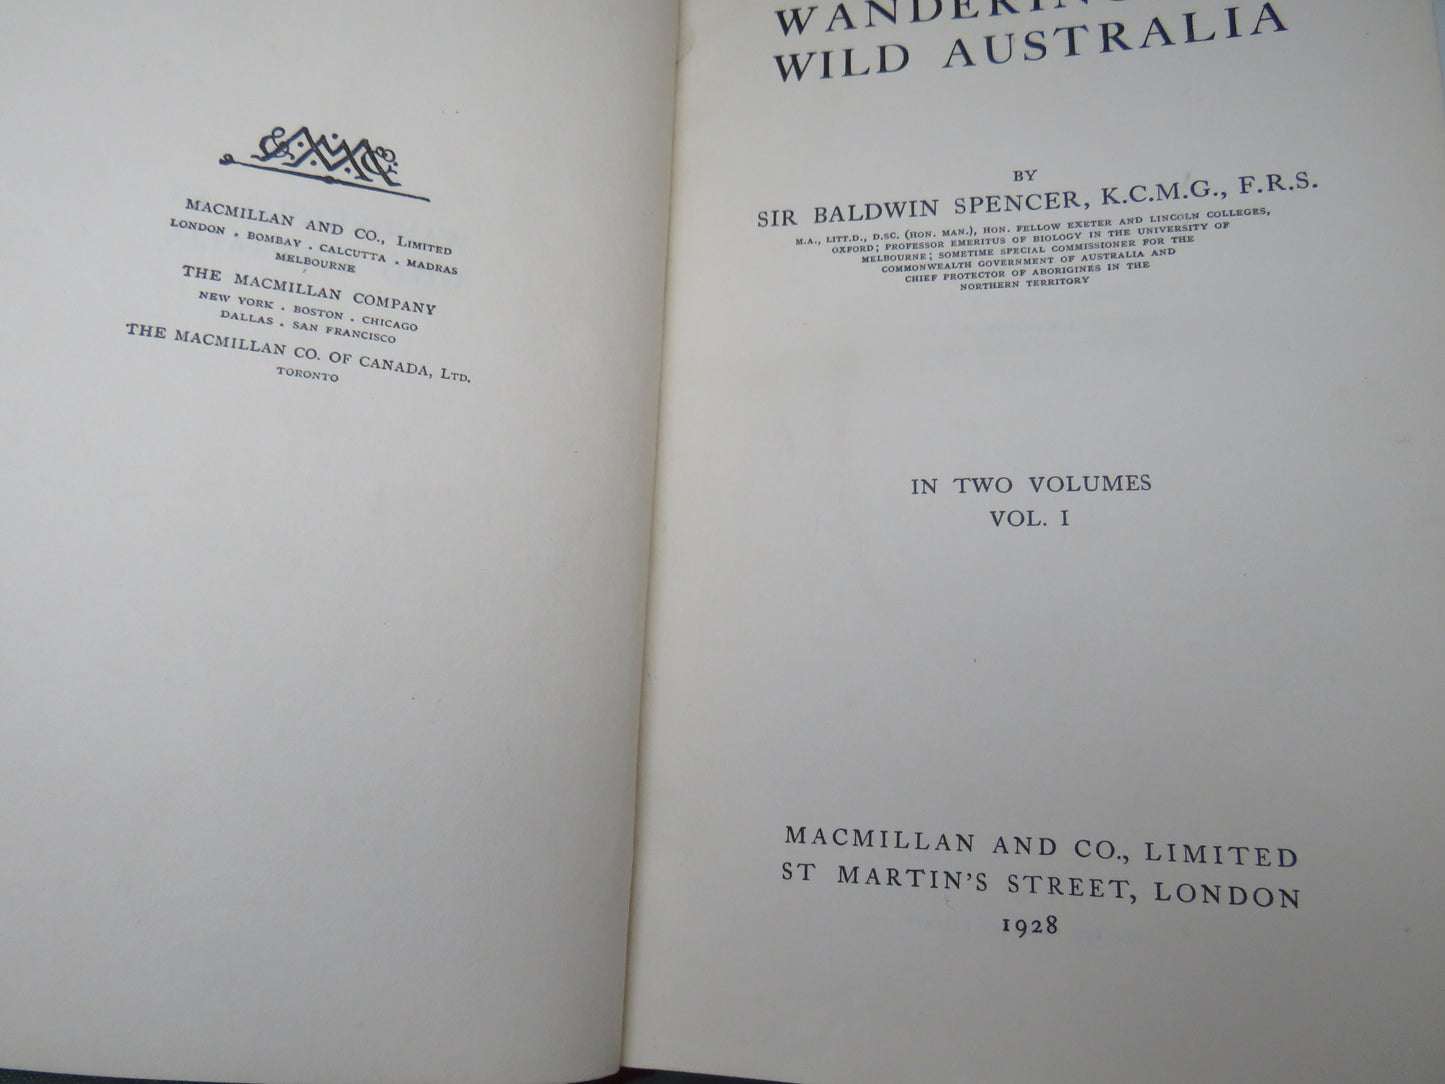 MACMILLAN AND CO., LIMITED
LONDON . BOMBAY . CALCUTTA . MADRAS
MELBOURNE
THE MACMILLAN COMPANY
NEW YORK . BOSTON . CHICAGO
DALLAS . SAN FRANCISCO
THE MACMILLAN CO. OF CANADA, LTD.
TORONTO
WILD AUSTRALIA
BY
SIR BALDWIN SPENCER, K.C.M.G., F.R.S.
M.A., LITT.D., D.SC. (HON. MAN.), HON. FELLOW EXETER AND LINCOLN COLLEGES,
OXFORD; PROFESSOR EMERITUS OF BIOLOGY IN THE UNIVERSITY OF
MELBOURNE; SOMETIME SPECIAL COMMISSIONER FOR THE
COMMONWEALTH GOVERNMENT OF AUSTRALIA AND
CHIEF PROTECTOR OF ABORIGINES IN THE
NORTHERN TERRITORY
IN TWO VOLUMES
VOL. I
MACMILLAN AND CO., LIMITED
ST MARTIN'S STREET, LONDON
1928